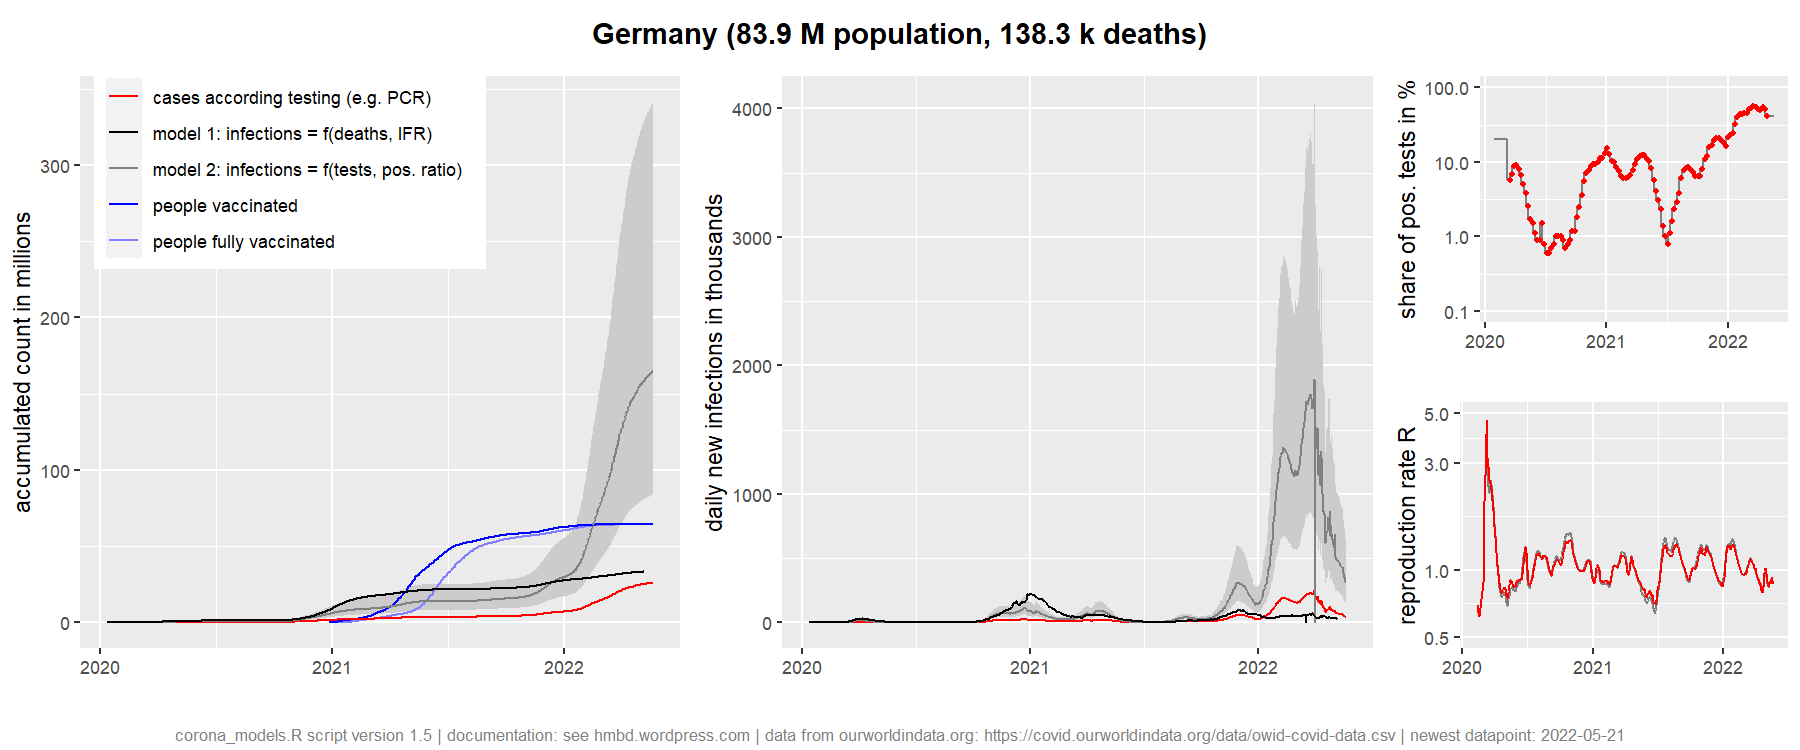 Germany (83.9 M population, 138.3 k deaths)
cases according testing (e.g. PCR)
model 1: infections = f(deaths, IFR)
model 2: infections = f(tests, pos. ratio)
people vaccinated
people fully vaccinated
accumulated count in millions
300
200
100
0
2020
2021
2022
daily new infections in thousands
4000
3000
2000
1000
0
2020
2021
2022
share of pos. tests in %
100.0
10.0
1.0
0.1
2020
2021
2022
reproduction rate R
5.0
3.0
1.0
0.5
2020
2021
2022
corona_models.R script version 1.5 | documentation: see hmbd.wordpress.com | data from ourworldindata.org: https://covid.ourworldindata.org/data/owid-covid-data.csv | newest datapoint: 2022-05-21